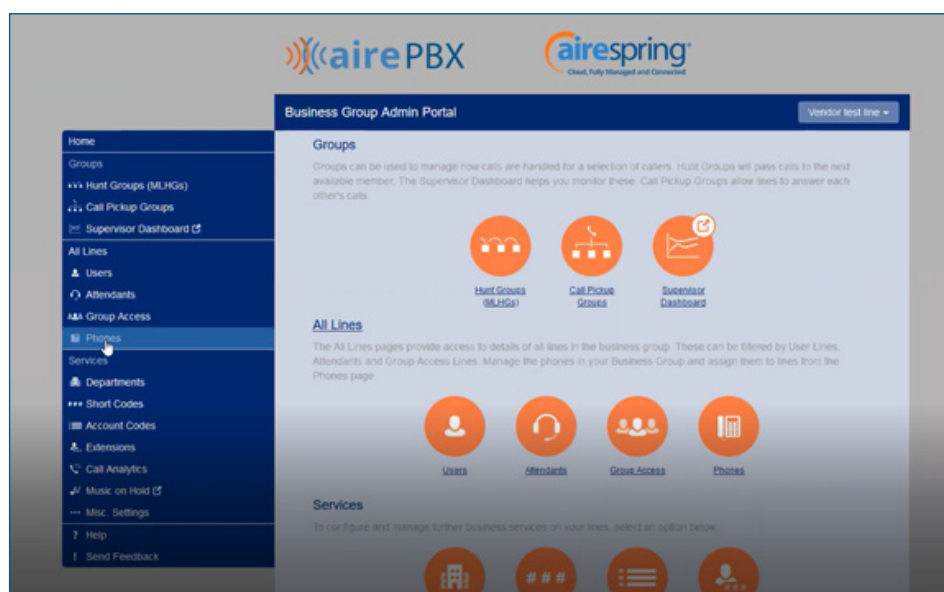 airePBX
airespring
Cloud, Fully Managed and Connected
Business Group Admin Portal
Vendor test line
Home
Groups
Hunt Groups (MLHGs)
Call Pickup Groups
Supervisor Dashboard
All Lines
Users
Attendants
Group Access
Phones
Services
Departments
Short Codes
Account Codes
Extensions
Call Analytics
Music on Hold
Misc. Settings
? Help
! Send Feedback
Groups
Groups can be used to manage how calls are handled for a selection of callers. Hunt Groups will pass calls to the next
available member. The Supervisor Dashboard helps you monitor these. Call Pickup Groups allow lines to answer each
other's calls.
Hunt Groups
(MLHGs)
Call Pickup
Groups
Supervisor
Dashboard
All Lines
The All Lines pages provide access to details of all lines in the business group. These can be filtered by User Lines,
Attendants and Group Access Lines. Manage the phones in your Business Group and assign them to lines from the
Phones page.
Users
Attendants
Group Access
Phones
Services
To configure and manage further business services on your lines, select an option below.
###